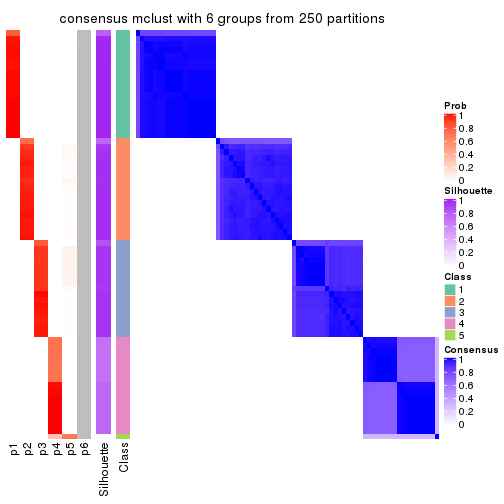 consensus mclust with 6 groups from 250 partitions
Prob
1
0.8
0.6
0.4
0.2
0
Silhouette
1
0.8
0.6
0.4
0.2
0
Class
1
2
3
4
5
Consensus
1
0.8
0.6
0.4
0.2
0
p1
p2
p3
p4
p5
p6
Silhouette
Class